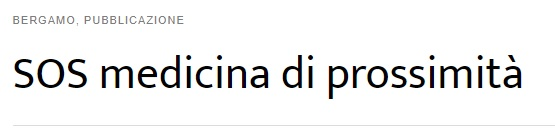 BERGAMO, PUBBLICAZIONE
SOS medicina di prossimità